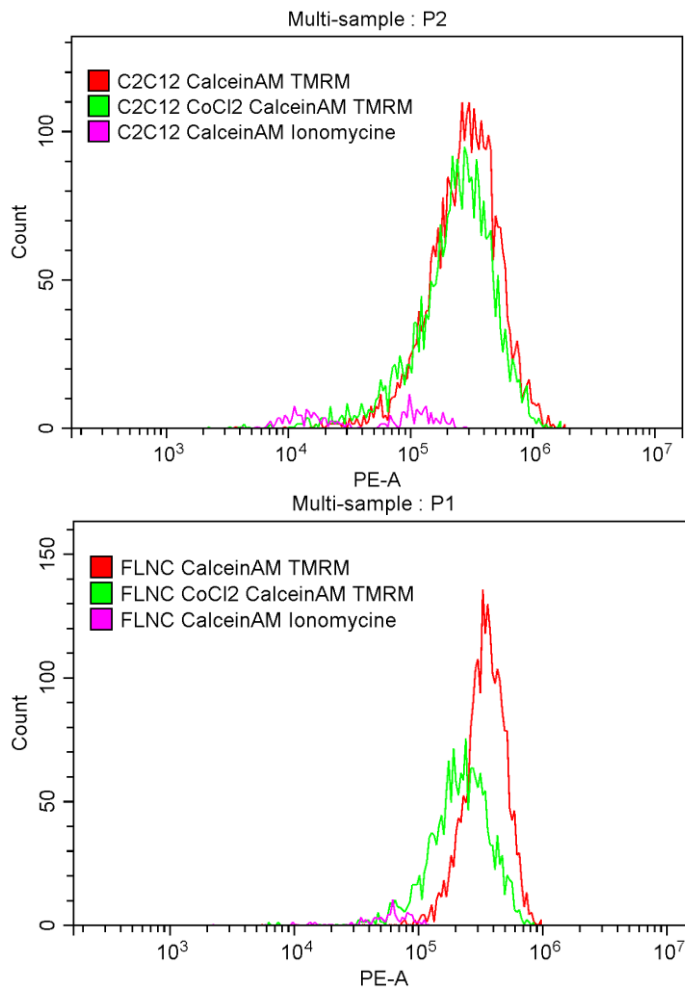 Multi-sample : P2
C2C12 CalceinAM TMRM
C2C12 CoCl2 CalceinAM TMRM
C2C12 CalceinAM Ionomycine
Count
100
50
0
10³ 10⁴ 10⁵ 10⁶ 10⁷
PE-A
Multi-sample : P1
FLNC CalceinAM TMRM
FLNC CoCl2 CalceinAM TMRM
FLNC CalceinAM Ionomycine
Count
150
100
50
0
10³ 10⁴ 10⁵ 10⁶ 10⁷
PE-A